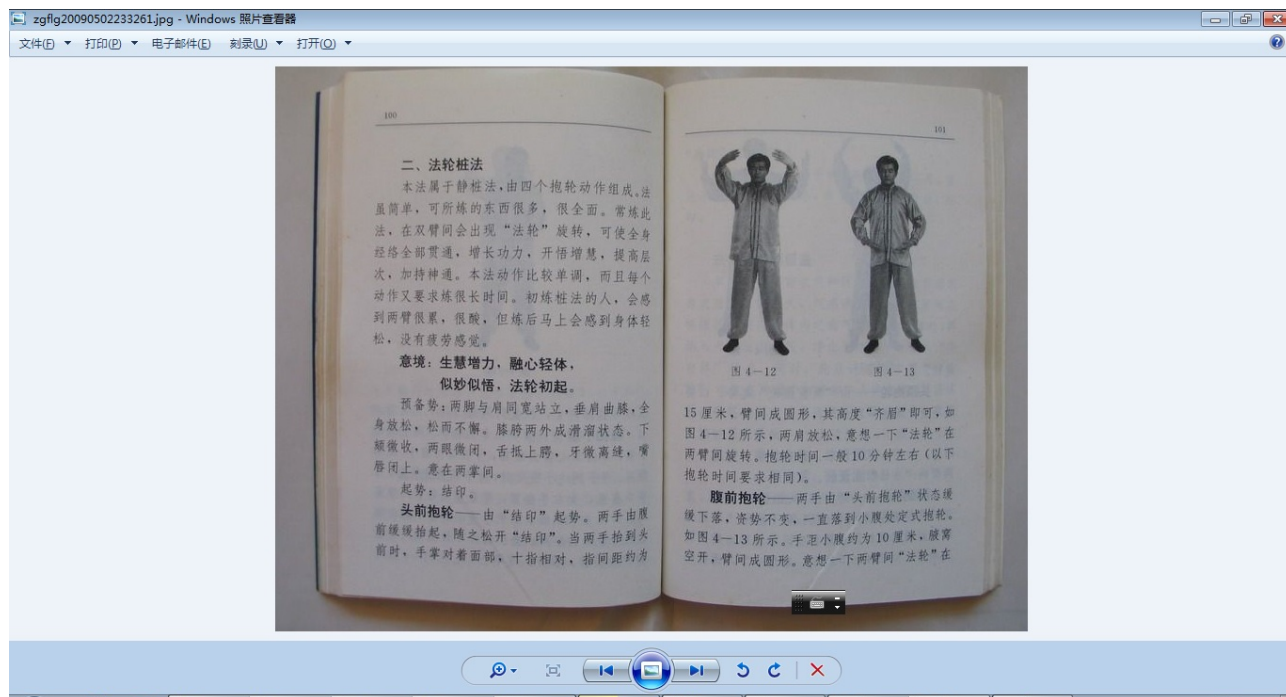 zgflg20090502233261.jpg - Windows 照片查看器
文件(F) 打印(P) 电子邮件(E) 刻录(U) 打开(O)
100
二、法轮桩法
本法属于静桩法，由四个抱轮动作组成、法
虽简单，可所炼的东西很多，很全面。常炼此
法，在双臂间会出现“法轮”旋转，可使全身
经络全部贯通，增长功力，开悟增慧，提高层
次，加持神通。本法动作比较单调，而且每个
动作又要求炼很长时间。初炼桩法的人，会感
到两臂很累，很酸，但炼后马上会感到身体轻
松，没有疲劳感觉。
意境：生慧增力，融心轻体，
似妙似悟，法轮初起。
预备势：两脚与肩同宽站立，垂肩曲膝，全
身放松，松而不懈。膝胯两外成滑溜状态。下
颏微收，两眼微闭，舌抵上腭，牙微离缝，嘴
唇闭上。意在两掌间。
起势：结印。
头前抱轮——由“结印”起势。两手由腹
前缓缓抬起，随之松开“结印”。当两手抬到头
前时，手掌对着面部，十指相对，指间距约为
101
图 4—12
图 4—13
15 厘米，臂间成圆形，其高度“齐眉”即可，如
图 4—12 所示，两肩放松，意想一下“法轮”在
两臂间旋转。抱轮时间一般 10 分钟左右（以下
抱轮时间要求相同）。
腹前抱轮——两手由“头前抱轮”状态缓
缓下落，资势不变，一直落到小腹处定式抱轮。
如图 4—13 所示。手距小腹约为 10 厘米，腋窝
空开，臂间成圆形。意想一下两臂间“法轮”在